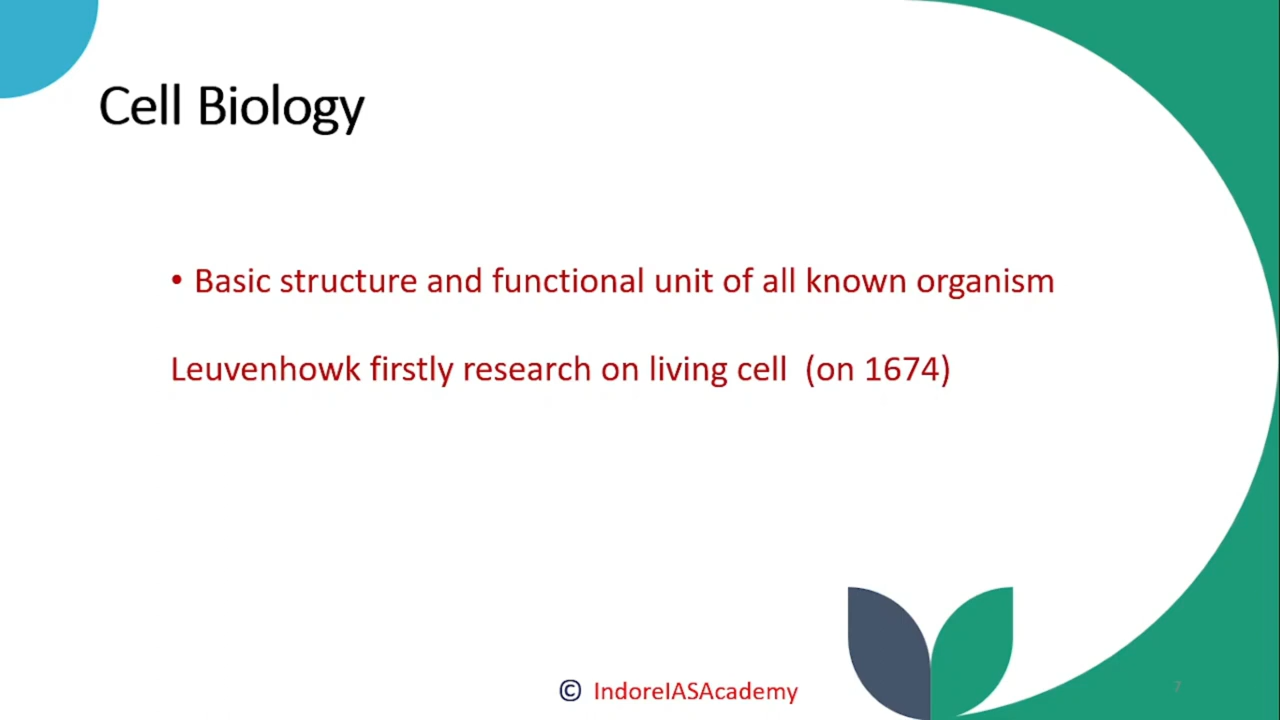 Cell Biology
• Basic structure and functional unit of all known organism
Leuvenhowk firstly research on living cell (on 1674)
© IndoreIASAcademy
7